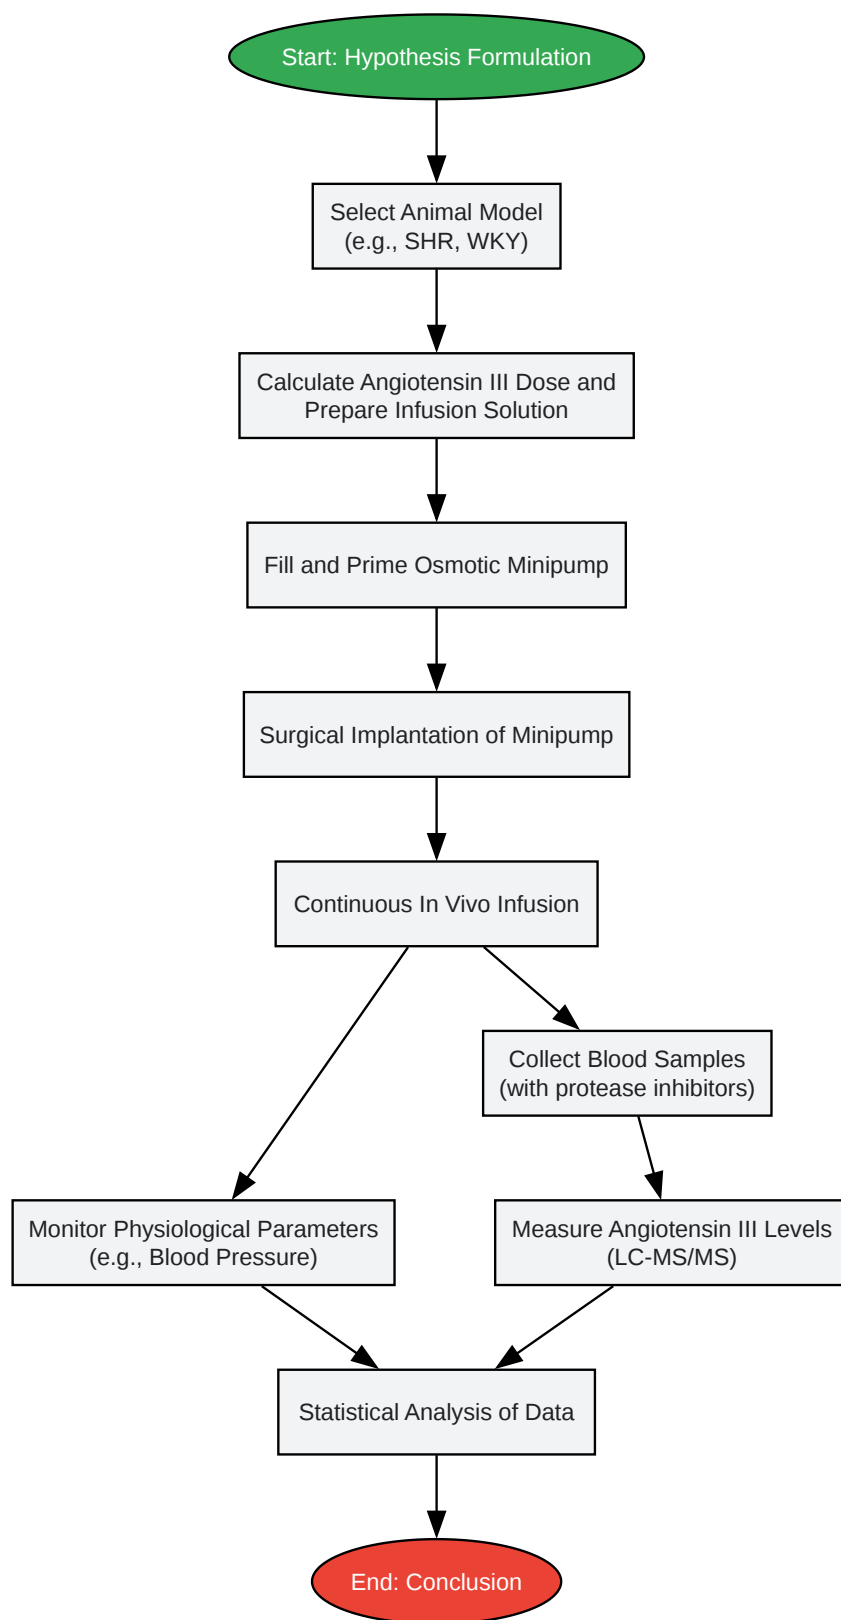 Start: Hypothesis Formulation
Select Animal Model
(e.g., SHR, WKY)
Calculate Angiotensin III Dose and
Prepare Infusion Solution
Fill and Prime Osmotic Minipump
Surgical Implantation of Minipump
Continuous In Vivo Infusion
Collect Blood Samples
(with protease inhibitors)
Monitor Physiological Parameters
(e.g., Blood Pressure)
Measure Angiotensin III Levels
(LC-MS/MS)
Statistical Analysis of Data
End: Conclusion